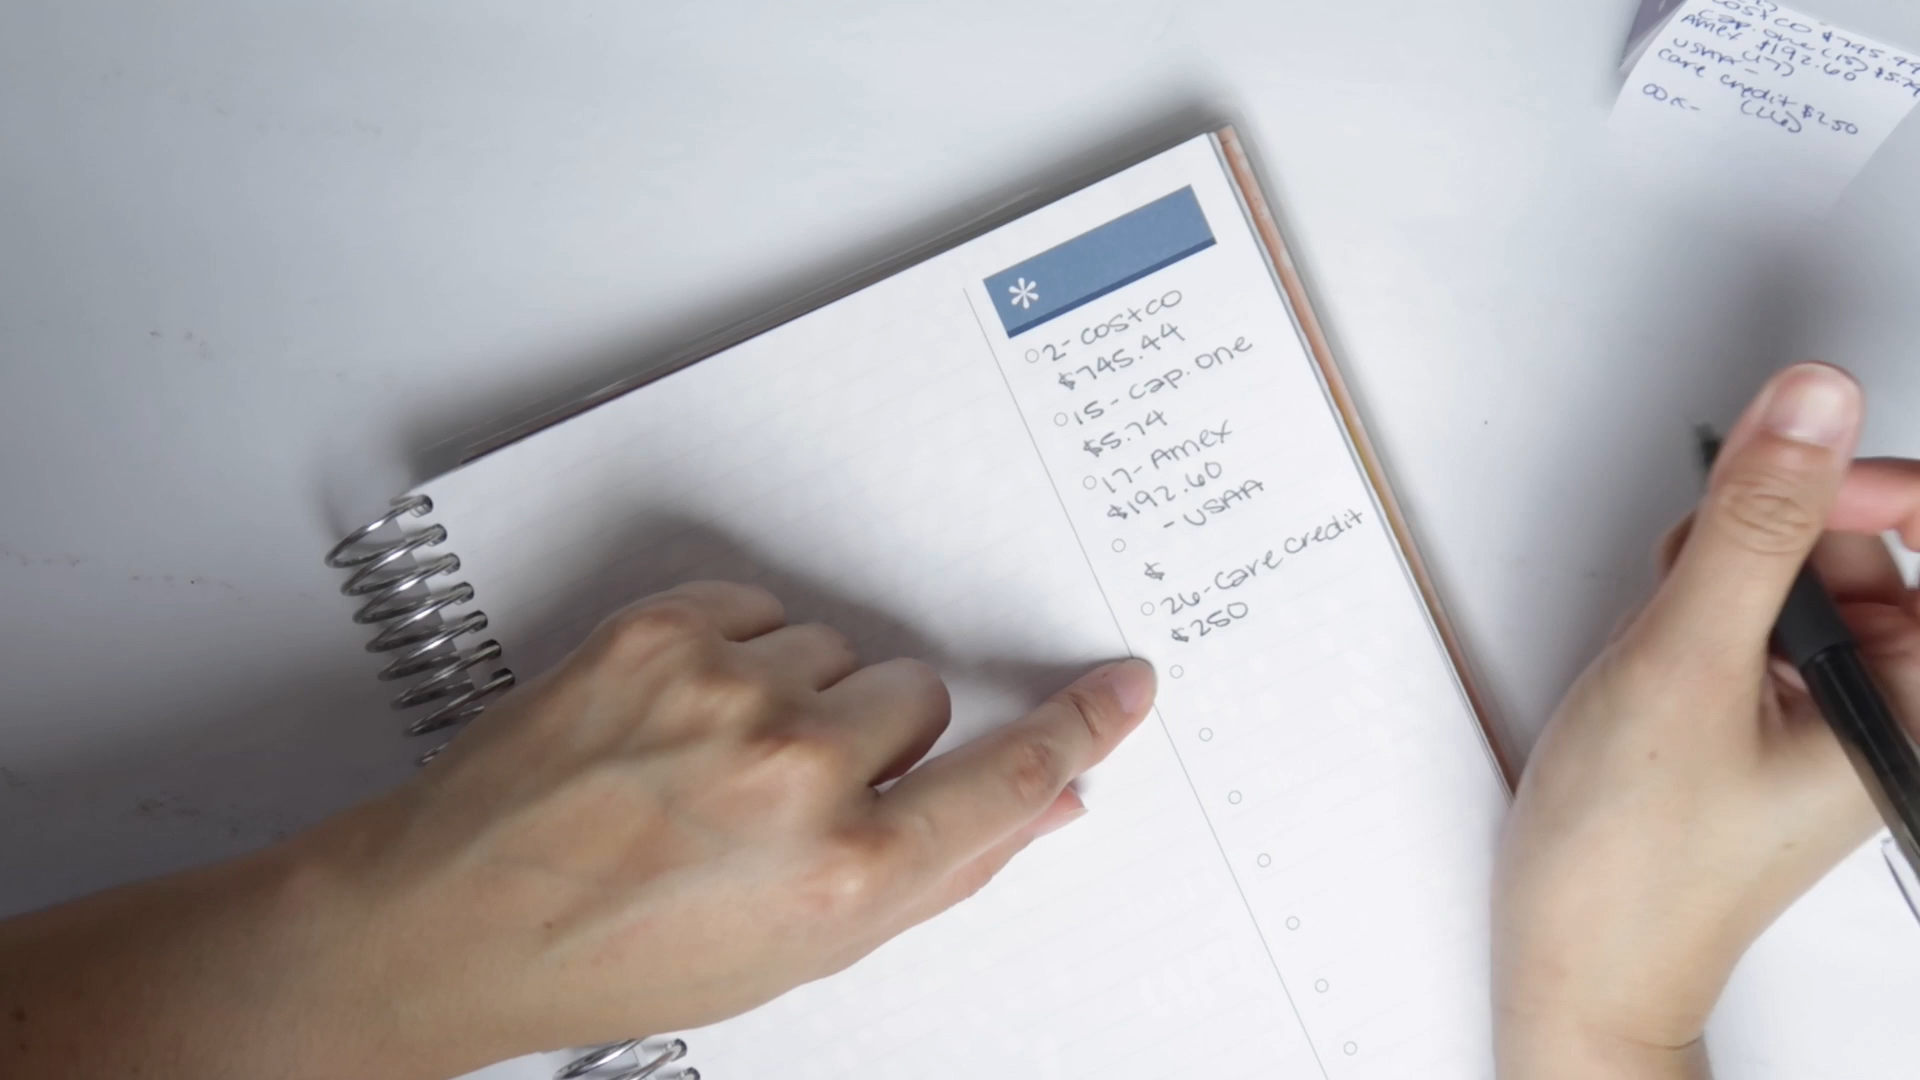 costco $745.44
cap. one (15) $5.74
Amex $192.60
USAA (17)
care credit $250
(26)
*
2- costco
$745.44
15- cap. one
$5.74
17- Amex
$192.60
- USAA
$
26- care credit
$250